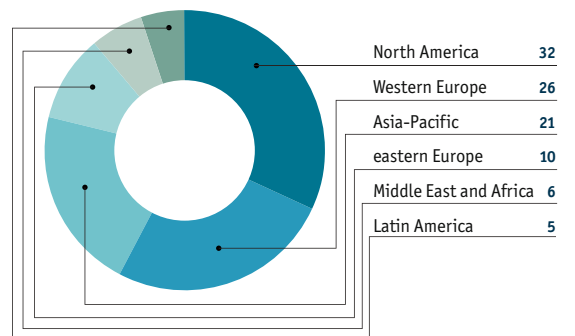 North America 32
Western Europe 26
Asia-Pacific 21
eastern Europe 10
Middle East and Africa 6
Latin America 5